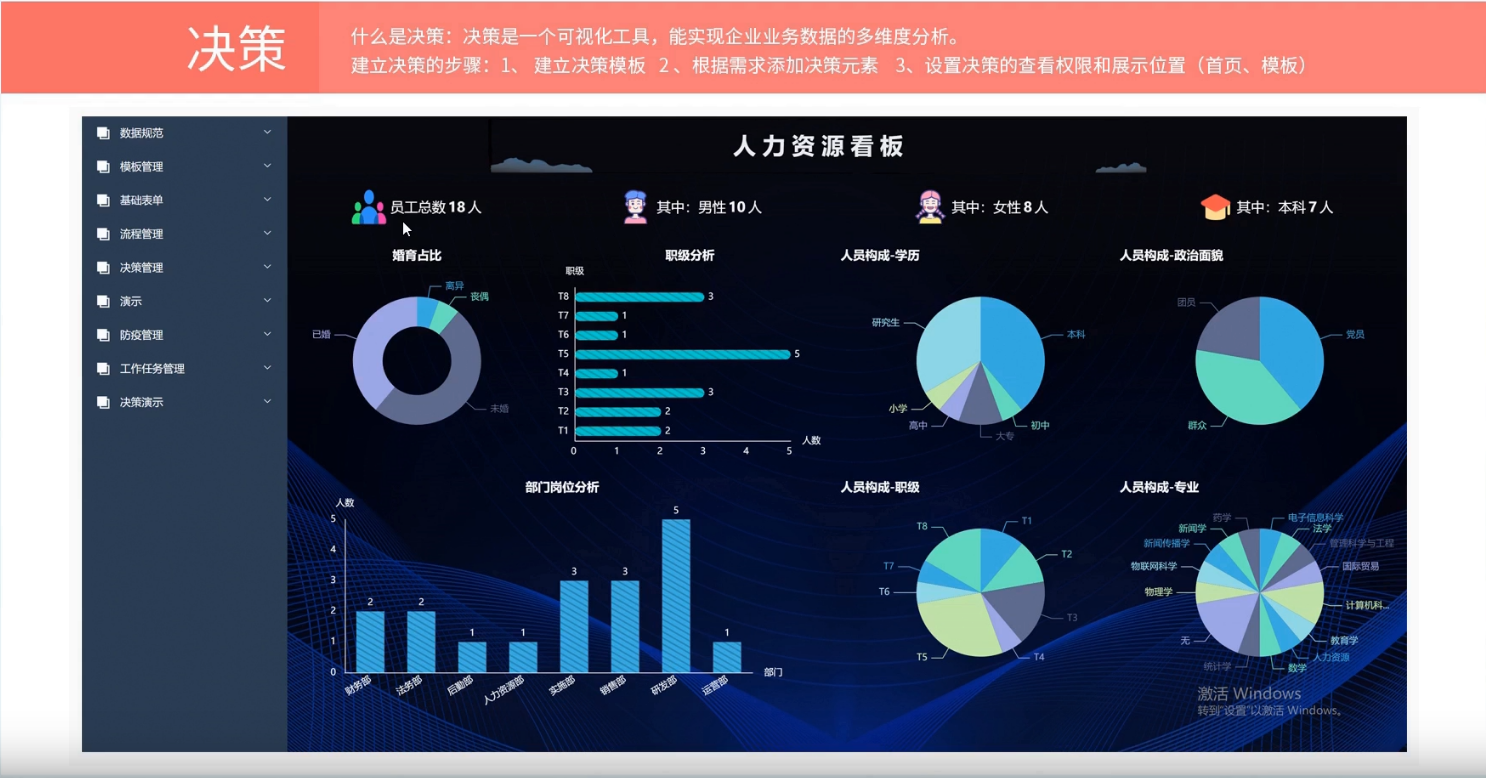 决策
什么是决策：决策是一个可视化工具，能实现企业业务数据的多维度分析。
建立决策的步骤：1、 建立决策模板 2、根据需求添加决策元素 3、设置决策的查看权限和展示位置（首页、模板）
数据规范
模板管理
基础表单
流程管理
决策管理
演示
防疫管理
工作任务管理
决策演示
人力资源看板
员工总数18人
其中：男性10人
其中：女性8人
其中：本科7人
婚育占比
离异
丧偶
已婚
未婚
职级分析
职级
T8
3
T7
1
T6
1
T5
5
T4
1
T3
3
T2
2
T1
2
人数
0 1 2 3 4 5
人员构成-学历
研究生
本科
小学
高中
大专
初中
人员构成-政治面貌
团员
党员
群众
部门岗位分析
人数
5
4
3
2
1
0
2 2 1 1 3 3 5 1
财务部 法务部 后勤部 人力资源部 实施部 销售部 研发部 运营部
部门
人员构成-职级
T8
T1
T7
T2
T6
T3
T5
T4
人员构成-专业
药学
电子信息科学
新闻学
法学
新闻传播学
管理科学与工程
物联网科学
国际贸易
物理学
计算机科...
无
教育学
人力资源
统计学
数学
激活 Windows
转到"设置"以激活 Windows。